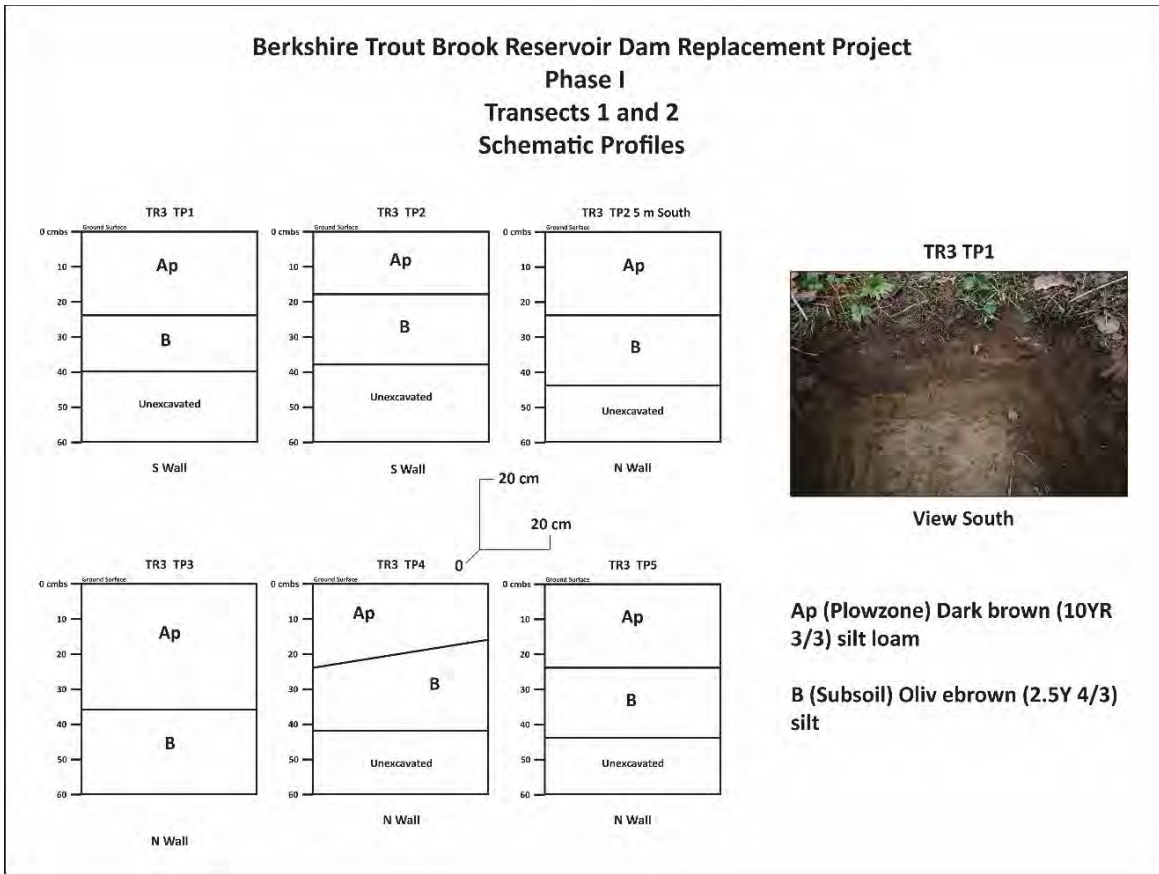 Berkshire Trout Brook Reservoir Dam Replacement Project
Phase I
Transects 1 and 2
Schematic Profiles
TR3 TP1
0 cmbs
Ground Surface
Ap
10
20
30
B
40
50
Unexcavated
60
S Wall
TR3 TP2
0 cmbs
Ground Surface
Ap
10
20
B
30
40
50
Unexcavated
60
S Wall
TR3 TP2 5 m South
0 cmbs
Ground Surface
Ap
10
20
30
B
40
50
Unexcavated
60
N Wall
TR3 TP1
View South
20 cm
20 cm
0
TR3 TP3
0 cmbs
Ground Surface
10
Ap
20
30
40
B
50
60
N Wall
TR3 TP4
0 cmbs
Ground Surface
Ap
10
20
B
30
40
50
Unexcavated
60
N Wall
TR3 TP5
0 cmbs
Ground Surface
Ap
10
20
30
B
40
50
Unexcavated
60
N Wall
Ap (Plowzone) Dark brown (10YR
3/3) silt loam
B (Subsoil) Oliv ebrown (2.5Y 4/3)
silt